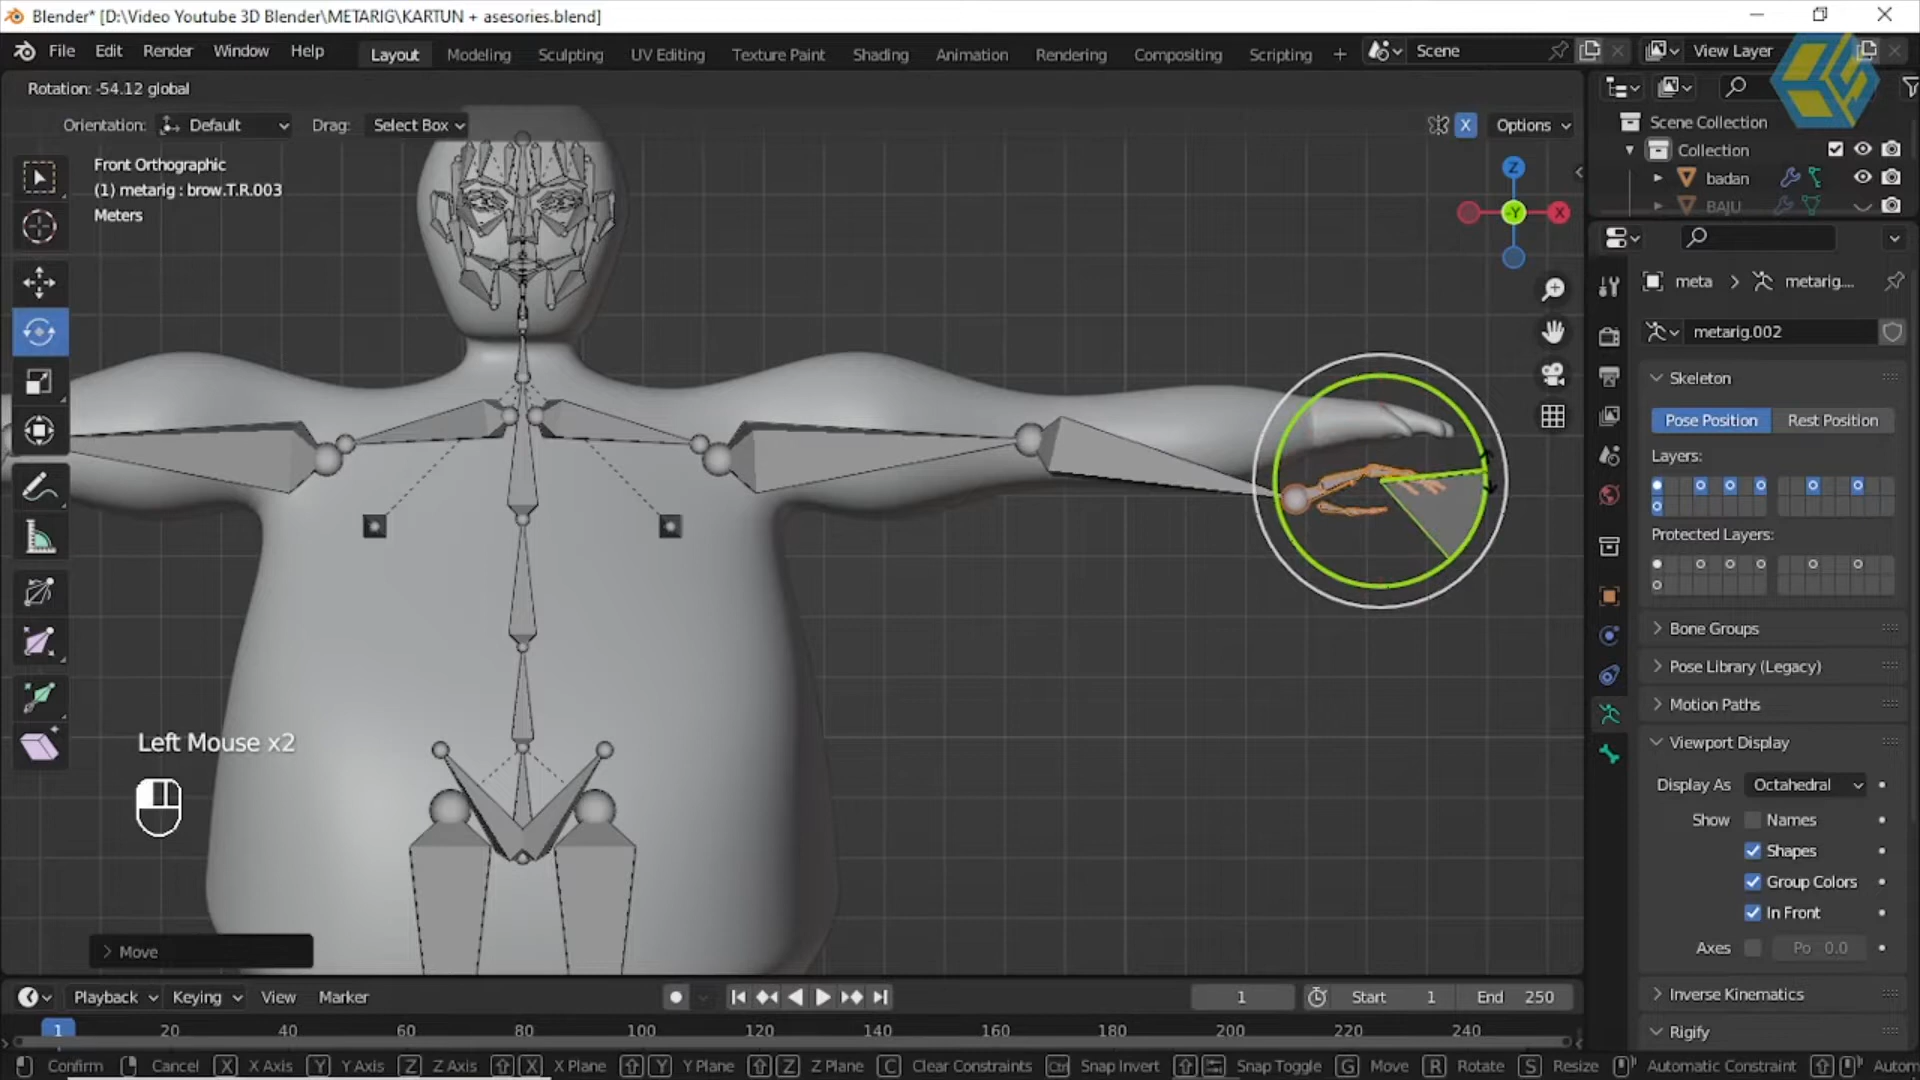 Blender* [D:\Video Youtube 3D Blender\METARIG\KARTUN + asesories.blend]
File Edit Render Window Help Layout Modeling Sculpting UV Editing Texture Paint Shading Animation Rendering Compositing Scripting + Scene View Layer
Rotation: -54.12 global
Orientation: Default Drag: Select Box X Options
Front Orthographic
(1) metarig : brow.T.R.003
Meters
Z
-Y X
Scene Collection
Collection
badan
BAJU
meta > metarig....
metarig.002
Skeleton
Pose Position Rest Position
Layers:
Protected Layers:
Bone Groups
Pose Library (Legacy)
Motion Paths
Viewport Display
Display As Octahedral
Show Names
Shapes
Group Colors
In Front
Axes Po 0.0
Inverse Kinematics
Rigify
Left Mouse x2
Move
Playback Keying View Marker 1 Start 1 End 250
1 20 40 60 80 100 120 140 160 180 200 220 240
Confirm Cancel X X Axis Y Y Axis Z Z Axis X X Plane Y Y Plane Z Z Plane C Clear Constraints Ctrl Snap Invert Snap Toggle G Move R Rotate S Resize Automatic Constraint Autom